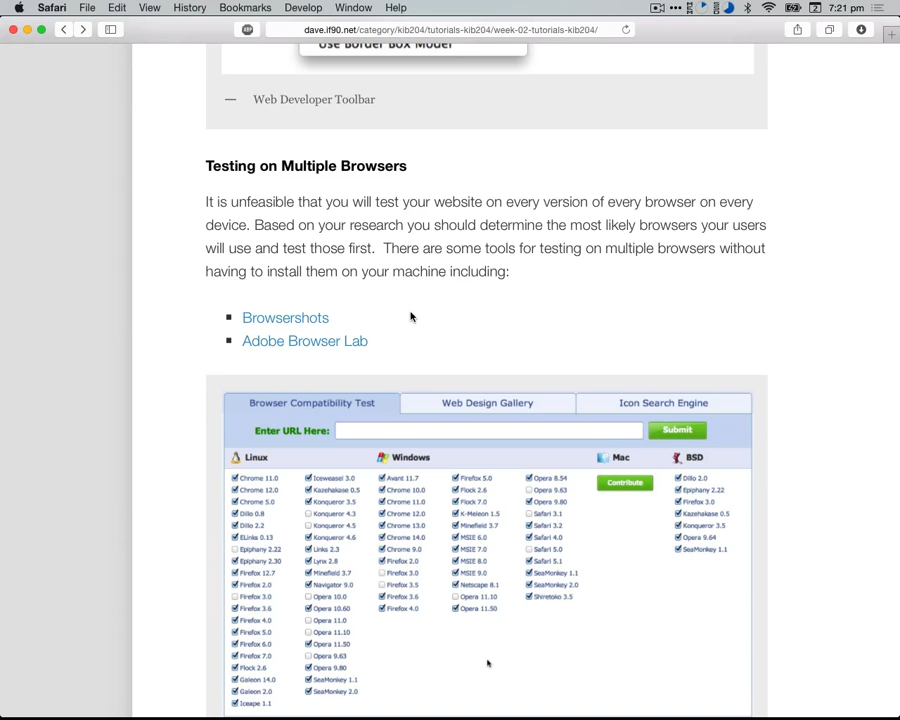 Safari File Edit View History Bookmarks Develop Window Help 7:21 pm
dave.if90.net/category/kib204/tutorials-kib204/week-02-tutorials-kib204/
Use Border Box Model
— Web Developer Toolbar
Testing on Multiple Browsers
It is unfeasible that you will test your website on every version of every browser on every
device. Based on your research you should determine the most likely browsers your users
will use and test those first. There are some tools for testing on multiple browsers without
having to install them on your machine including:
Browsershots
Adobe Browser Lab
Browser Compatibility Test Web Design Gallery Icon Search Engine
Enter URL Here: Submit
Linux Windows Mac BSD
Chrome 11.0 Iceweasel 3.0 Avant 11.7 Firefox 5.0 Opera 8.54 Contribute Dillo 2.0
Chrome 12.0 Kazehakase 0.5 Chrome 10.0 Flock 2.6 Opera 9.63 Epiphany 2.22
Chrome 5.0 Konqueror 3.5 Chrome 11.0 Flock 7.0 Opera 9.80 Firefox 3.0
Dillo 0.8 Konqueror 4.3 Chrome 12.0 K-Meleon 1.5 Safari 3.1 Kazehakase 0.5
Dillo 2.2 Konqueror 4.5 Chrome 13.0 Minefield 3.7 Safari 3.2 Konqueror 3.5
ELinks 0.13 Konqueror 4.6 Chrome 14.0 MSIE 6.0 Safari 4.0 Opera 9.64
Epiphany 2.22 Links 2.3 Chrome 9.0 MSIE 7.0 Safari 5.0 SeaMonkey 1.1
Epiphany 2.30 Lynx 2.8 Firefox 2.0 MSIE 8.0 Safari 5.1
Firefox 12.7 Minefield 3.7 Firefox 3.0 MSIE 9.0 SeaMonkey 1.1
Firefox 2.0 Navigator 9.0 Firefox 3.5 Netscape 8.1 SeaMonkey 2.0
Firefox 3.0 Opera 10.0 Firefox 3.6 Opera 11.10 Shiretoko 3.5
Firefox 3.6 Opera 10.60 Firefox 4.0 Opera 11.50
Firefox 4.0 Opera 11.0
Firefox 5.0 Opera 11.10
Firefox 6.0 Opera 11.50
Firefox 7.0 Opera 9.63
Flock 2.6 Opera 9.80
Galeon 14.0 SeaMonkey 1.1
Galeon 2.0 SeaMonkey 2.0
Iceape 1.1